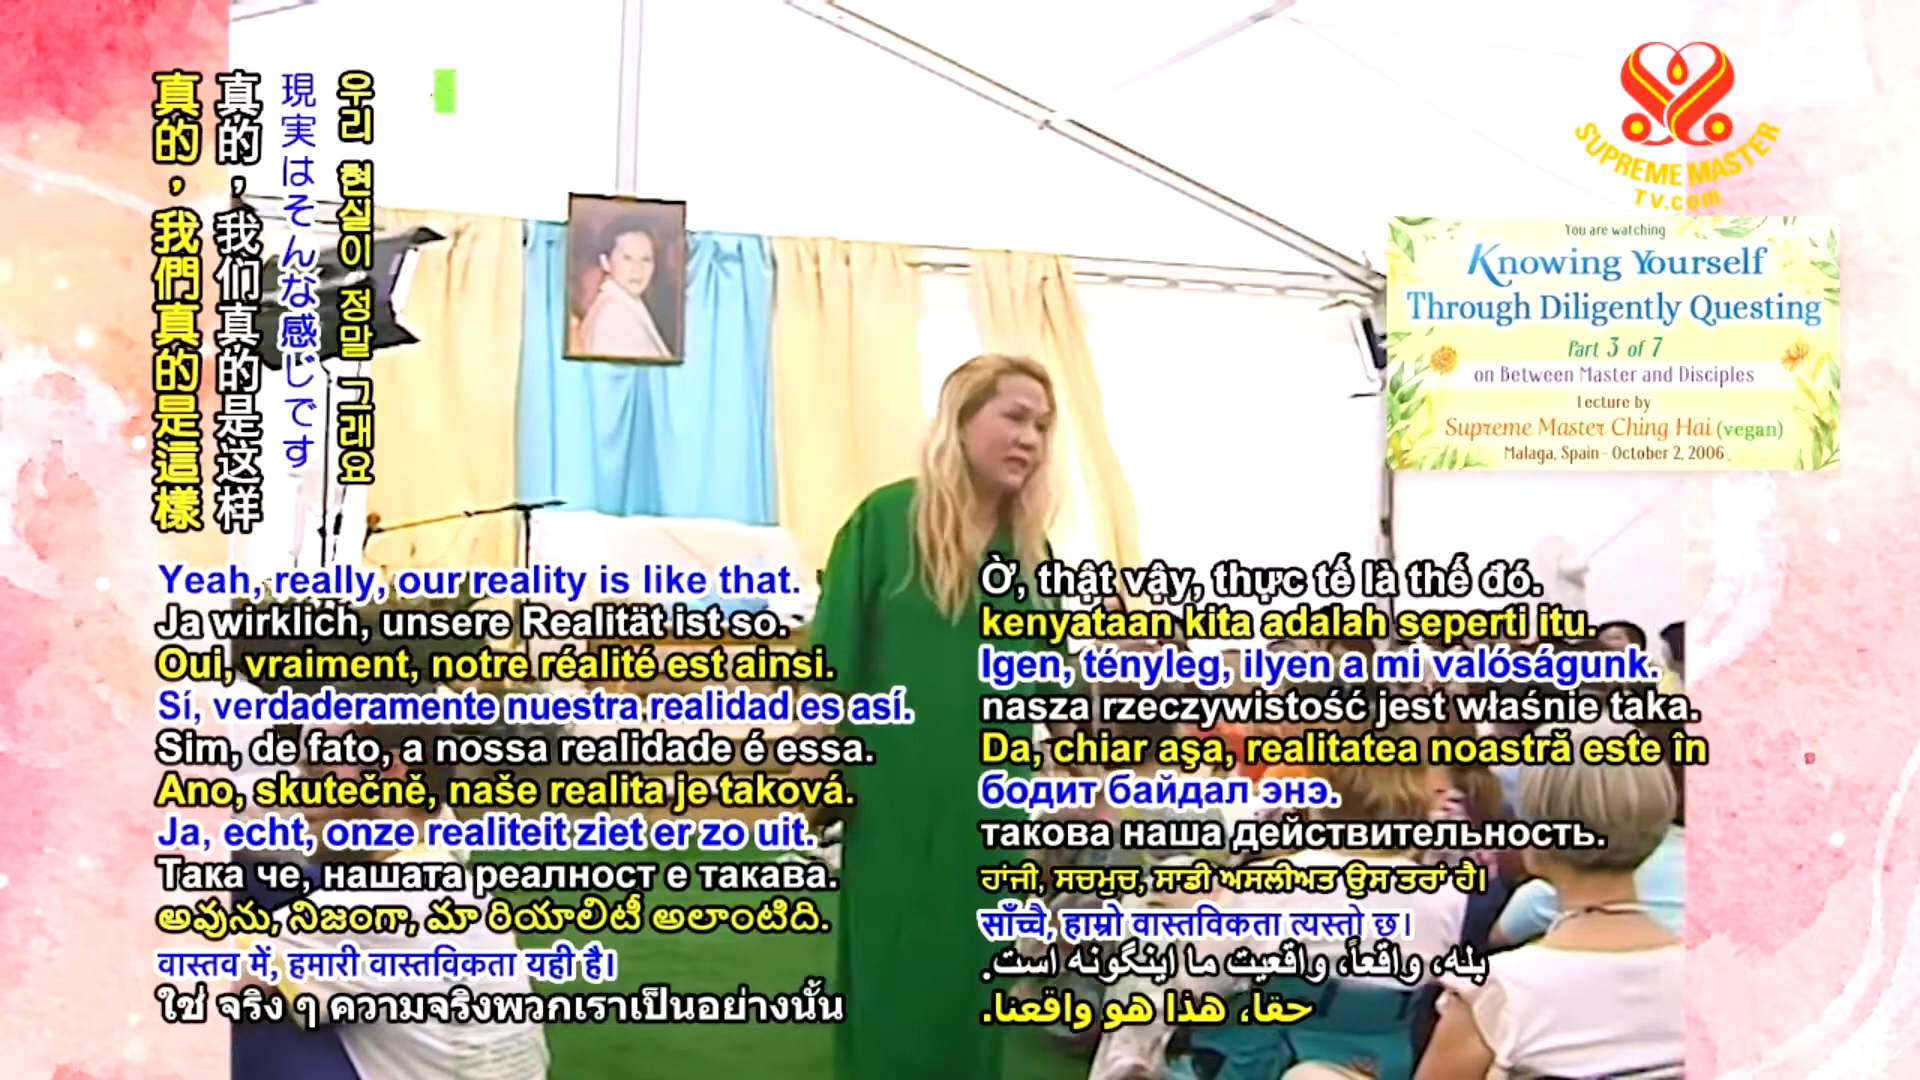 真的，我們真的是這樣
真的，我们真的是这样
現実はそんな感じです
우리 현실이 정말 그래요
SUPREME MASTER
TV.com
You are watching
Knowing Yourself
Through Diligently Questing
Part 3 of 7
on Between Master and Disciples
Lecture by
Supreme Master Ching Hai (vegan)
Malaga, Spain - October 2, 2006
Yeah, really, our reality is like that.
Ja wirklich, unsere Realität ist so.
Oui, vraiment, notre réalité est ainsi.
Sí, verdaderamente nuestra realidad es así.
Sim, de fato, a nossa realidade é essa.
Ano, skutečně, naše realita je taková.
Ja, echt, onze realiteit ziet er zo uit.
Така че, нашата реалност е такава.
అవును, నిజంగా, మా రియాలిటీ అలాంటిది.
वास्तव में, हमारी वास्तविकता यही है।
ใช่ จริง ๆ ความจริงพวกเราเป็นอย่างนั้น
Ờ, thật vậy, thực tế là thế đó.
kenyataan kita adalah seperti itu.
Igen, tényleg, ilyen a mi valóságunk.
nasza rzeczywistość jest właśnie taka.
Da, chiar aşa, realitatea noastră este în
бодит байдал энэ.
такова наша действительность.
ਹਾਂਜੀ, ਸਚਮੁਚ, ਸਾਡੀ ਅਸਲੀਅਤ ਉਸ ਤਰਾਂ ਹੈ।
साँच्चै, हाम्रो वास्तविकता त्यस्तो छ।
بله، واقعاً، واقعیت ما اینگونه است.
حقا، هذا هو واقعنا.